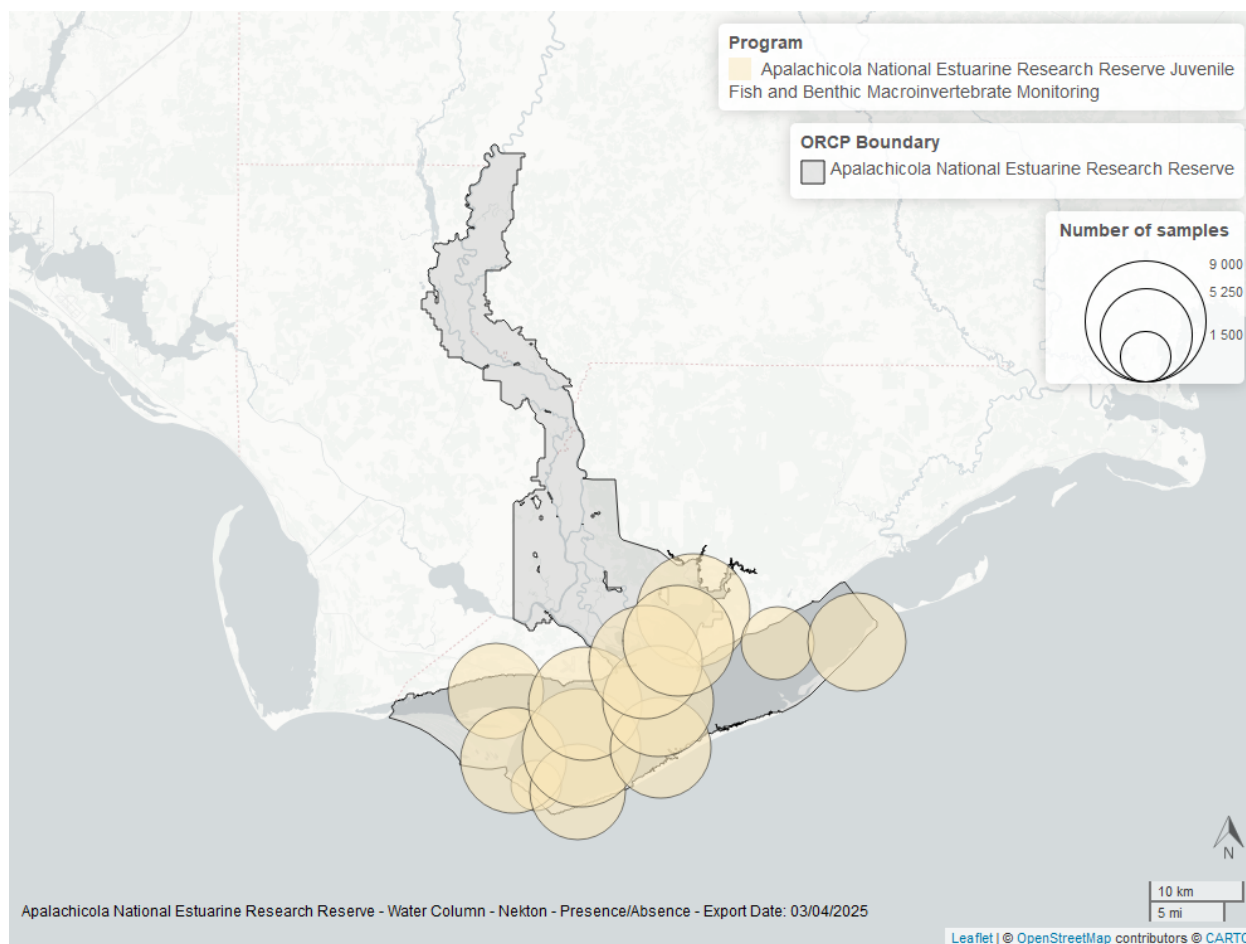 Program
Apalachicola National Estuarine Research Reserve Juvenile
Fish and Benthic Macroinvertebrate Monitoring
ORCP Boundary
Apalachicola National Estuarine Research Reserve
Number of samples
9 000
5 250
1 500
N
10 km
5 mi
Apalachicola National Estuarine Research Reserve - Water Column - Nekton - Presence/Absence - Export Date: 03/04/2025
Leaflet | © OpenStreetMap contributors © CARTO